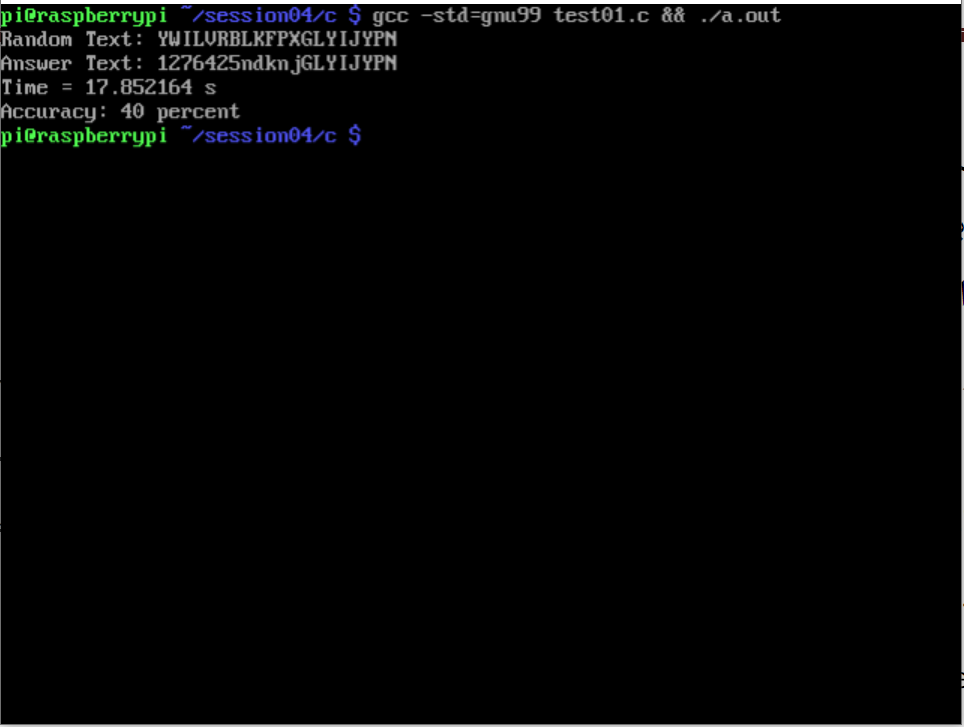 pi@raspberrypi ~/session04/c $ gcc -std=gnu99 test01.c && ./a.out
Random Text: YWILVRBLKFPXGLYIJYPN
Answer Text: 1276425ndknjGLYIJYPN
Time = 17.852164 s
Accuracy: 40 percent
pi@raspberrypi ~/session04/c $